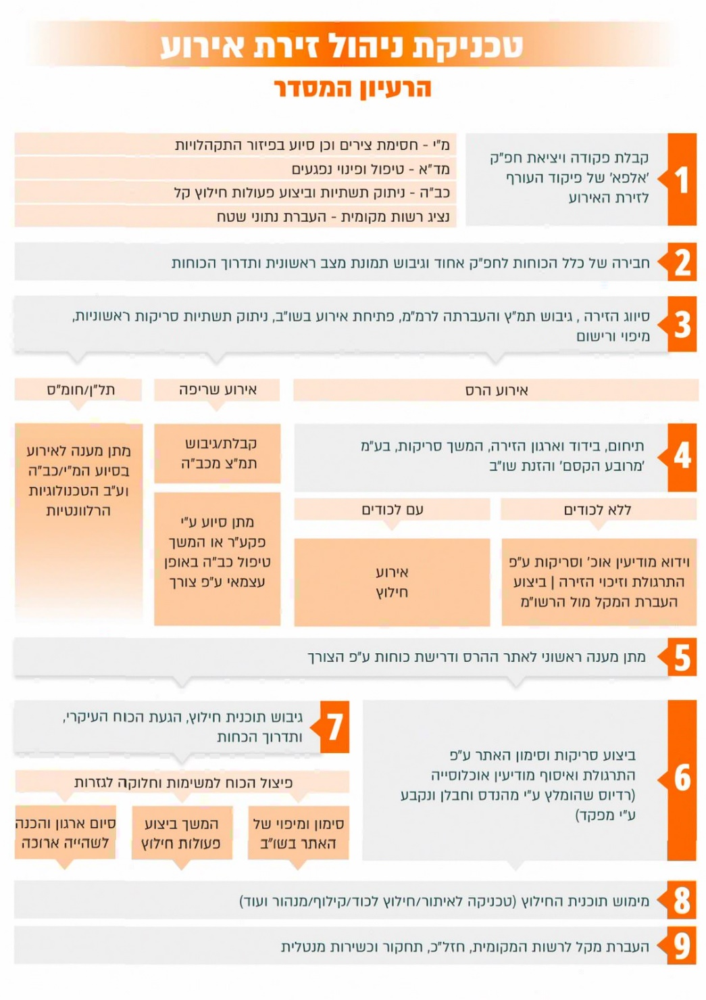 טכניקת ניהול זירת אירוע
הרעיון המסדר
1
קבלת פקודה ויציאת חפ"ק
'אלפא' של פיקוד העורף
לזירת האירוע
מ"י - חסימת צירים וכן סיוע בפיזור התקהלויות
מד"א - טיפול ופינוי נפגעים
כב"ה - ניתוק תשתיות וביצוע פעולות חילוץ קל
נציג רשות מקומית - העברת נתוני שטח
2
חבירה של כלל הכוחות לחפ"ק אחוד וגיבוש תמונת מצב ראשונית ותדרוך הכוחות
3
סיווג הזירה , גיבוש תמ"ץ והעברתה לרמ"מ, פתיחת אירוע בשו"ב, ניתוק תשתיות סריקות ראשוניות,
מיפוי ורישום
אירוע הרס
אירוע שריפה
תל"ן/חומ"ס
4
תיחום, בידוד וארגון הזירה, המשך סריקות, בע"מ
'מרובע הקסם' והזנת שו"ב
ללא לכודים
עם לכודים
וידוא מודיעין אוכ' וסריקות ע"פ
התרגולת וזיכוי הזירה | ביצוע
העברת המקל מול הרשו"מ
אירוע
חילוץ
קבלת/גיבוש
תמ"צ מכב"ה
מתן סיוע ע"י
פקע"ר או המשך
טיפול כב"ה באופן
עצמאי ע"פ צורך
מתן מענה לאירוע
בסיוע המ"י/כב"ה
וע"ב הטכנולוגיות
הרלוונטיות
5
מתן מענה ראשוני לאתר ההרס ודרישת כוחות ע"פ הצורך
6
ביצוע סריקות וסימון האתר ע"פ
התרגולת ואיסוף מודיעין אוכלוסייה
(רדיוס שהומלץ ע"י מהנדס וחבלן ונקבע
ע"י מפקד)
7
גיבוש תוכנית חילוץ, הגעת הכוח העיקרי,
ותדרוך הכחות
פיצול הכוח למשימות וחלוקה לגזרות
סימון ומיפוי של
האתר בשו"ב
המשך ביצוע
פעולות חילוץ
סיום ארגון והכנה
לשהייה ארוכה
8
מימוש תוכנית החילוץ (טכניקה לאיתור/חילוץ לכוד/קילוף/מנהור ועוד)
9
העברת מקל לרשות המקומית, חזל"כ, תחקור וכשירות מנטלית